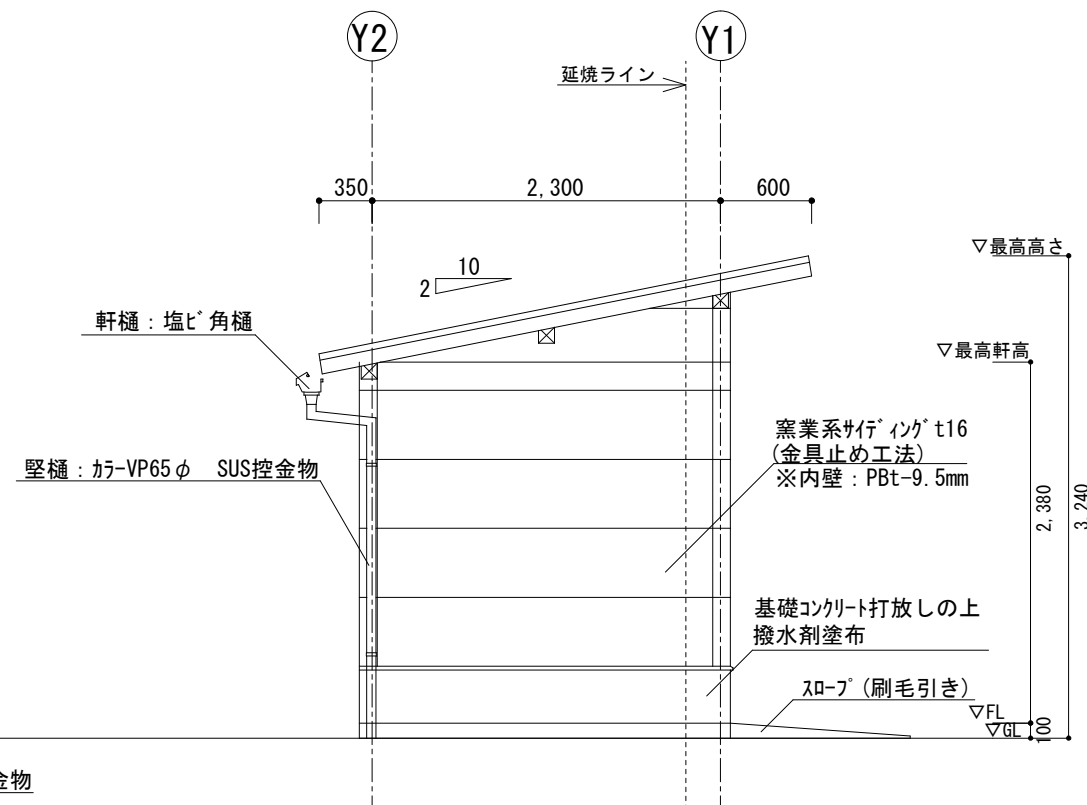 Y2
Y1
延焼ライン
350
2,300
600
▽最高高さ
10
2
軒樋：塩ビ角樋
▽最高軒高
窯業系サイディングt16
(金具止め工法)
※内壁：PBt-9.5mm
竪樋：カラーVP65φ SUS控金物
2,380
3,240
基礎コンクリート打放しの上
撥水剤塗布
スロープ(刷毛引き)
▽FL
▽GL
100
金物